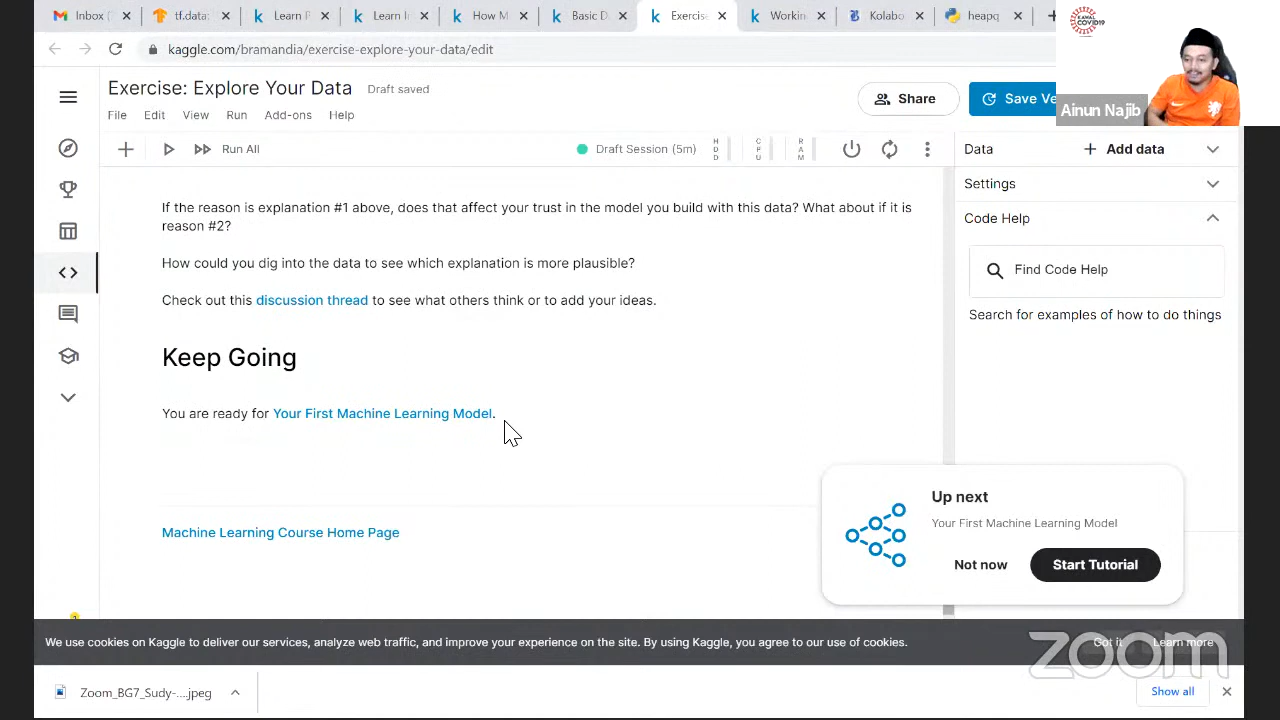 Inbox (
tf.data
Learn P
Learn In
How M
Basic D
Exercis
Workin
Kolabo
heapq
KAWAL
COVID19
kaggle.com/bramandia/exercise-explore-your-data/edit
Ainun Najib
Exercise: Explore Your Data
Draft saved
Share
Save Ve
File
Edit
View
Run
Add-ons
Help
Run All
Draft Session (5m)
HDD
CPU
RAM
Data
Add data
Settings
Code Help
Find Code Help
Search for examples of how to do things
If the reason is explanation #1 above, does that affect your trust in the model you build with this data? What about if it is
reason #2?
How could you dig into the data to see which explanation is more plausible?
Check out this discussion thread to see what others think or to add your ideas.
Keep Going
You are ready for Your First Machine Learning Model.
Machine Learning Course Home Page
Up next
Your First Machine Learning Model
Not now
Start Tutorial
We use cookies on Kaggle to deliver our services, analyze web traffic, and improve your experience on the site. By using Kaggle, you agree to our use of cookies.
Got it
Learn more
zoom
Zoom_BG7_Sudy-....jpeg
Show all